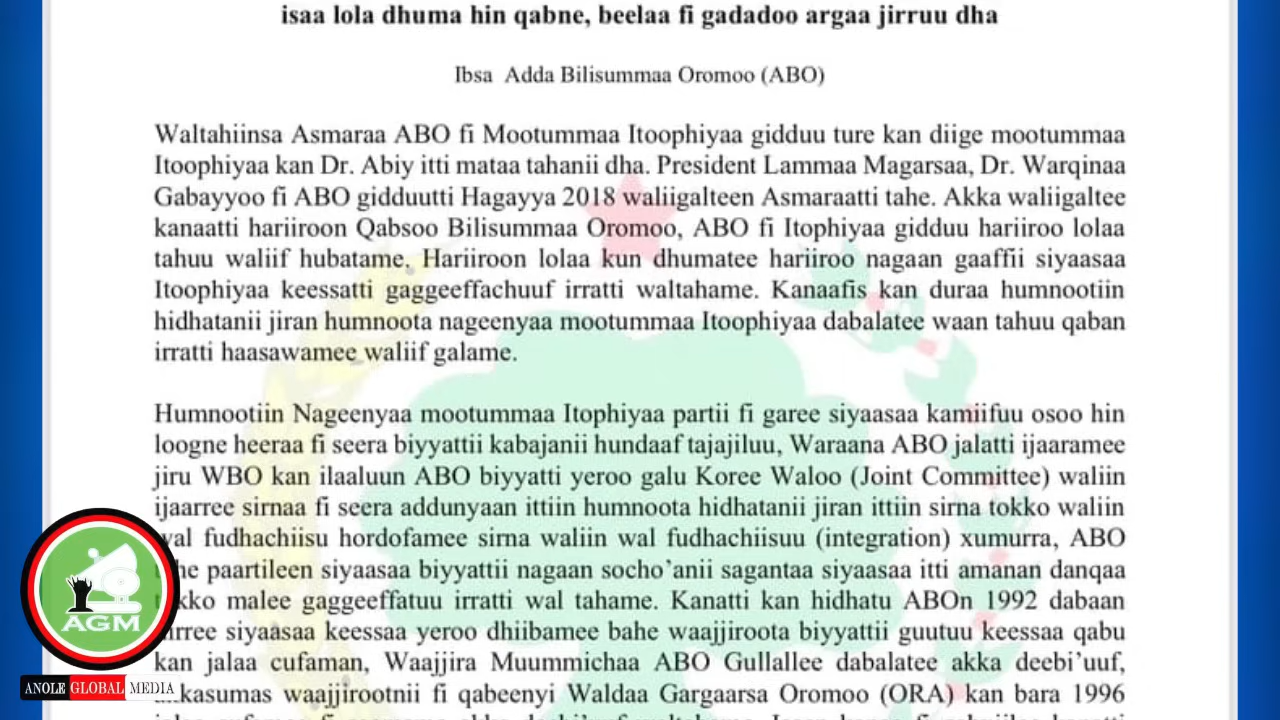 isaa lola dhuma hin qabne, beelaa fi gadadoo argaa jirruu dha
Ibsa Adda Bilisummaa Oromoo (ABO)
Waltahiinsa Asmaraa ABO fi Mootummaa Itoophiyaa gidduu ture kan diige mootummaa
Itoophiyaa kan Dr. Abiy itti mataa tahanii dha. President Lammaa Magarsaa, Dr. Warqinaa
Gabayyoo fi ABO gidduutti Hagayya 2018 waliigalteen Asmaraatti tahe. Akka waliigaltee
kanaatti hariiroon Qabsoo Bilisummaa Oromoo, ABO fi Itophiyaa gidduu hariiroo lolaa
tahuu waliif hubatame. Hariiroon lolaa kun dhumatee hariiroo nagaan gaaffii siyaasaa
Itoophiyaa keessatti gaggeeffachuuf irratti waltahame. Kanaafis kan duraa humnootiin
hidhatanii jiran humnoota nageenyaa mootummaa Itoophiyaa dabalatee waan tahuu qaban
irratti haasawamee waliif galame.
Humnootiin Nageenyaa mootummaa Itophiyaa partii fi garee siyaasaa kamiifuu osoo hin
loogne heeraa fi seera biyyattii kabajanii hundaaf tajajiluu, Waraana ABO jalatti ijaaramee
jiru WBO kan ilaaluun ABO biyyatti yeroo galu Koree Waloo (Joint Committee) waliin
ijaarree sirnaa fi seera addunyaan ittiin humnoota hidhatanii jiran ittiin sirna tokko waliin
wal fudhachiisu hordofamee sirna waliin wal fudhachiisuu (integration) xumurra, ABO
he paartileen siyaasaa biyyattii nagaan socho'anii sagantaa siyaasaa itti amanan danqaa
kko malee gaggeeffatuu irratti wal tahame. Kanatti kan hidhatu ABOn 1992 dabaan
irree siyaasaa keessaa yeroo dhiibamee bahe waajjiroota biyyattii guutuu keessaa qabu
kan jalaa cufaman, Waajjira Muummichaa ABO Gullallee dabalatee akka deebi'uuf,
kasumas waajjirootnii fi qabeenyi Waldaa Gargaarsa Oromoo (ORA) kan bara 1996
AGM
ANOLE GLOBAL MEDIA